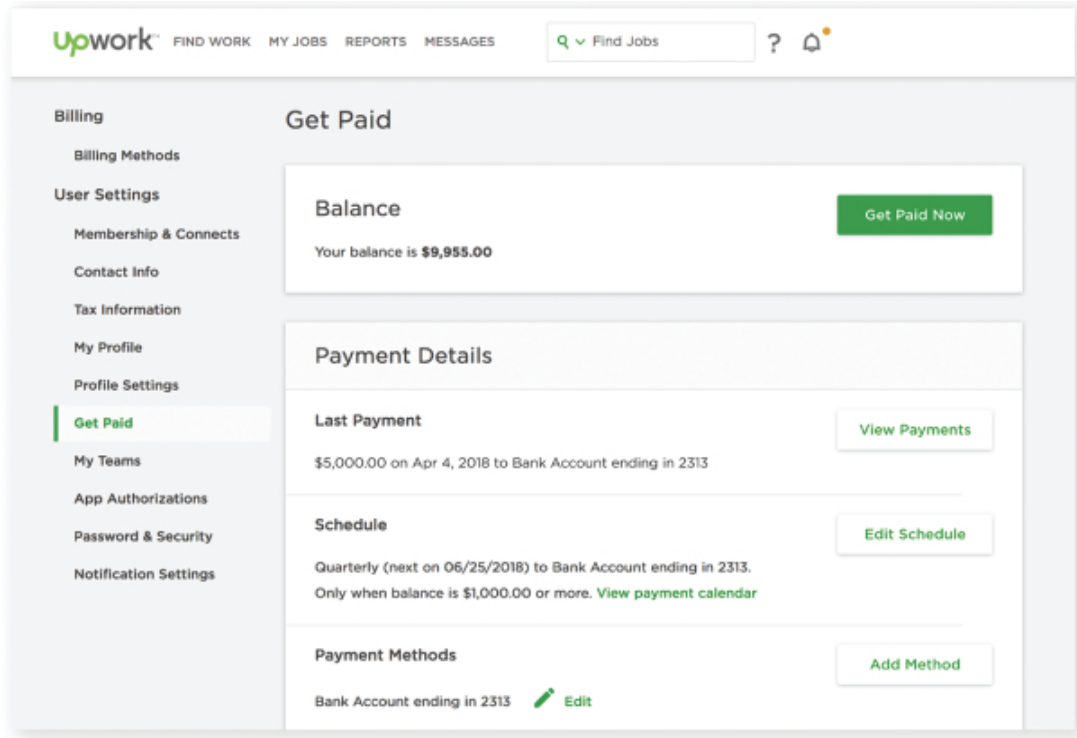 Upwork™ FIND WORK MY JOBS REPORTS MESSAGES Find Jobs ?
Billing
Billing Methods
User Settings
Membership & Connects
Contact Info
Tax Information
My Profile
Profile Settings
Get Paid
My Teams
App Authorizations
Password & Security
Notification Settings
Get Paid
Balance
Get Paid Now
Your balance is $9,955.00
Payment Details
Last Payment
View Payments
$5,000.00 on Apr 4, 2018 to Bank Account ending in 2313
Schedule
Edit Schedule
Quarterly (next on 06/25/2018) to Bank Account ending in 2313.
Only when balance is $1,000.00 or more. View payment calendar
Payment Methods
Add Method
Bank Account ending in 2313 Edit